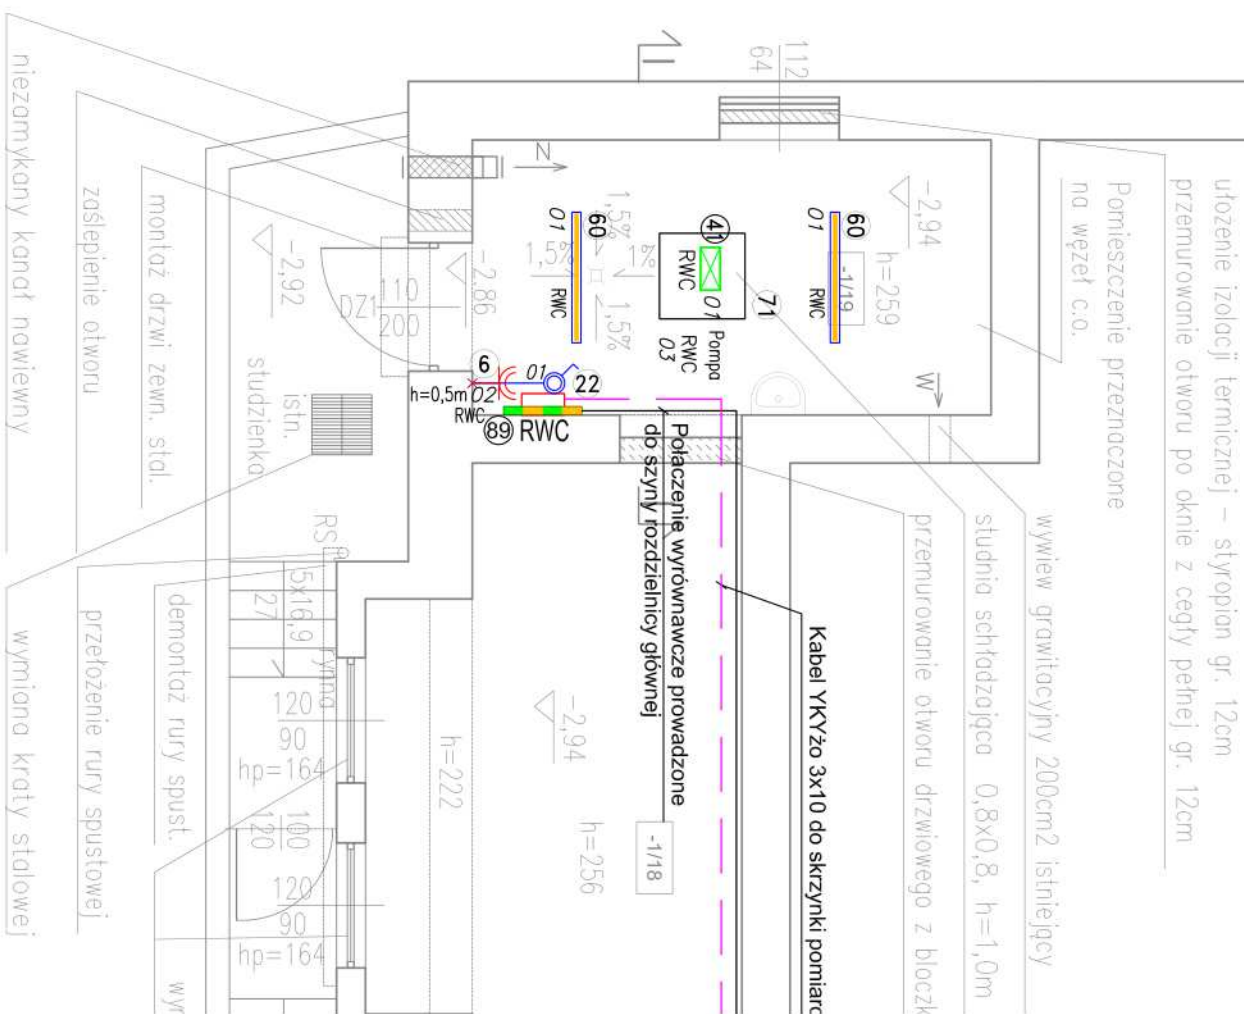 ułożenie izolacji termicznej – styropian gr. 12cm
przemurowanie otworu po oknie z cegły pełnej gr. 12cm
Pomieszczenie przeznaczone
na węzeł c.o.
wywiew grawitacyjny 200cm2 istniejący
studnia schładzająca 0,8x0,8, h=1,0m
przemurowanie otworu drzwiowego z bloczk
Kabel YKYżo 3x10 do skrzynki pomiarc
Połaczenie wyrównawcze prowadzone
do szyny rozdzielnicy głównej
112
64
-2,94
h=259
-1/19
60
01
RWC
71
41
RWC
01
Pompa
RWC
03
60
01
RWC
1,5%
1%
1,5%
1,5%
N
W
-2,86
110
200
DZ1
-2,92
6
01
22
h=0,5m
02
RWC
89
RWC
istn.
studzienka
montaż drzwi zewn. stal.
zaślepienie otworu
niezamykany kanał nawiewny
-2,94
h=256
-1/18
h=222
RS
5x16,9
27
rynna
120
90
hp=164
100
120
120
90
hp=164
demontaż rury spust.
przełożenie rury spustowej
wymiana kraty stalowej
wyr